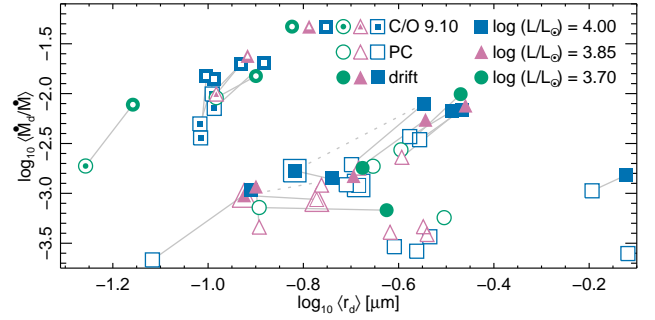 C/O 9.10 log (L/L⊙) = 4.00
PC log (L/L⊙) = 3.85
drift log (L/L⊙) = 3.70
−1.5
−2.0
−2.5
−3.0
−3.5
log₁₀ ⟨Ṁd/Ṁ⟩
−1.2 −1.0 −0.8 −0.6 −0.4 −0.2
log₁₀ ⟨rd⟩ [μm]